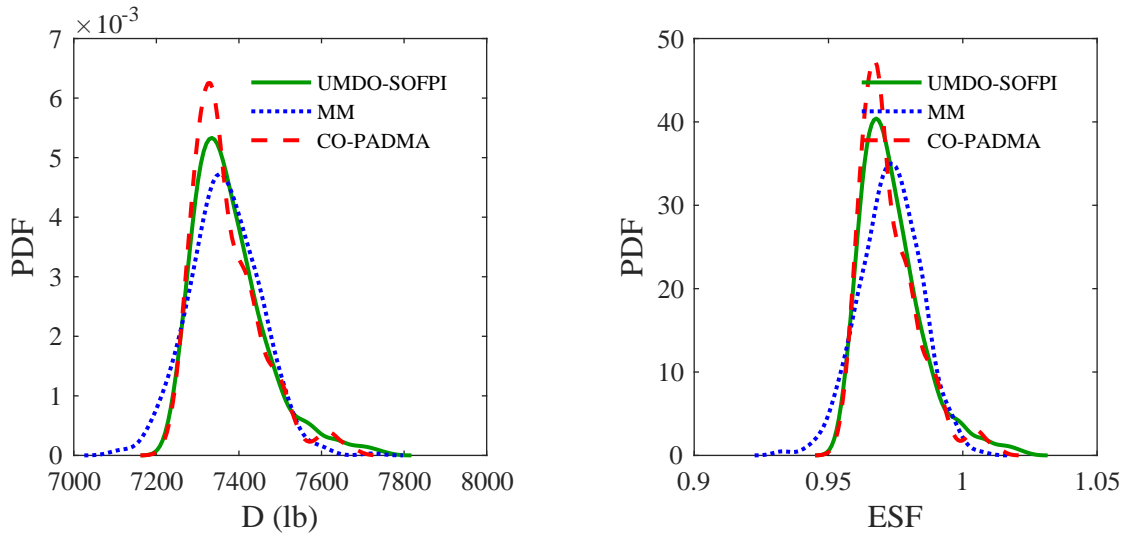 ×10⁻³
7
6
5
4
3
2
1
0
PDF
UMDO-SOFPI
MM
CO-PADMA
7000 7200 7400 7600 7800 8000
D (lb)
50
40
30
20
10
0
PDF
UMDO-SOFPI
MM
CO-PADMA
0.9 0.95 1 1.05
ESF